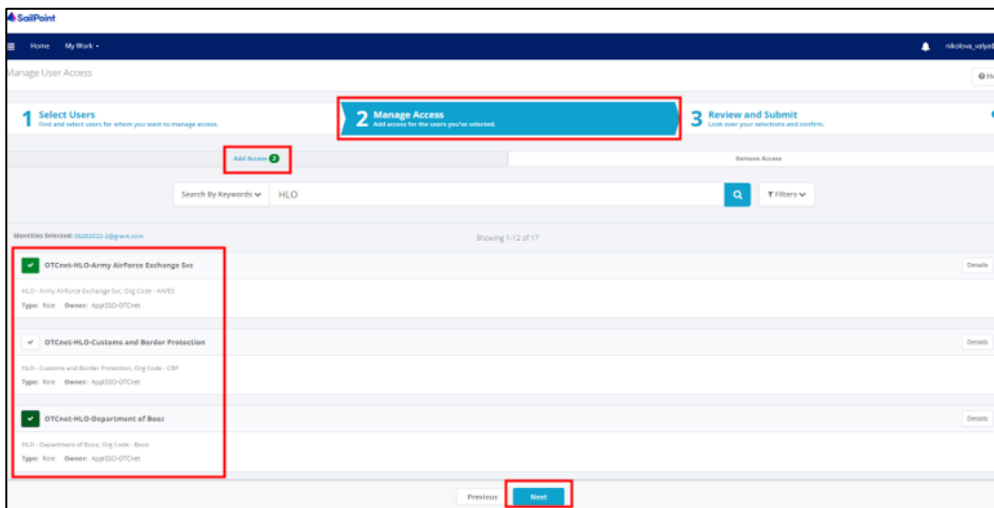 SailPoint
Home My Work
Manage User Access
1 Select Users
Find and select users for whom you want to manage access.
2 Manage Access
Add access for the users you've selected.
3 Review and Submit
Look over your selections and confirm.
Add Access 2
Remove Access
Search By Keywords HLO Filters
Identities Selected:
Showing 1-12 of 17
OTCnet-HLO-Army AirForce Exchange Svc
Details
HLO - Army AirForce Exchange Svc, Org Code - AAFES
Type: Role Owner: AppISSO-OTCnet
OTCnet-HLO-Customs and Border Protection
Details
HLO - Customs and Border Protection, Org Code - CBP
Type: Role Owner: AppISSO-OTCnet
OTCnet-HLO-Department of Booz
Details
HLO - Department of Booz, Org Code - Booz
Type: Role Owner: AppISSO-OTCnet
Previous Next